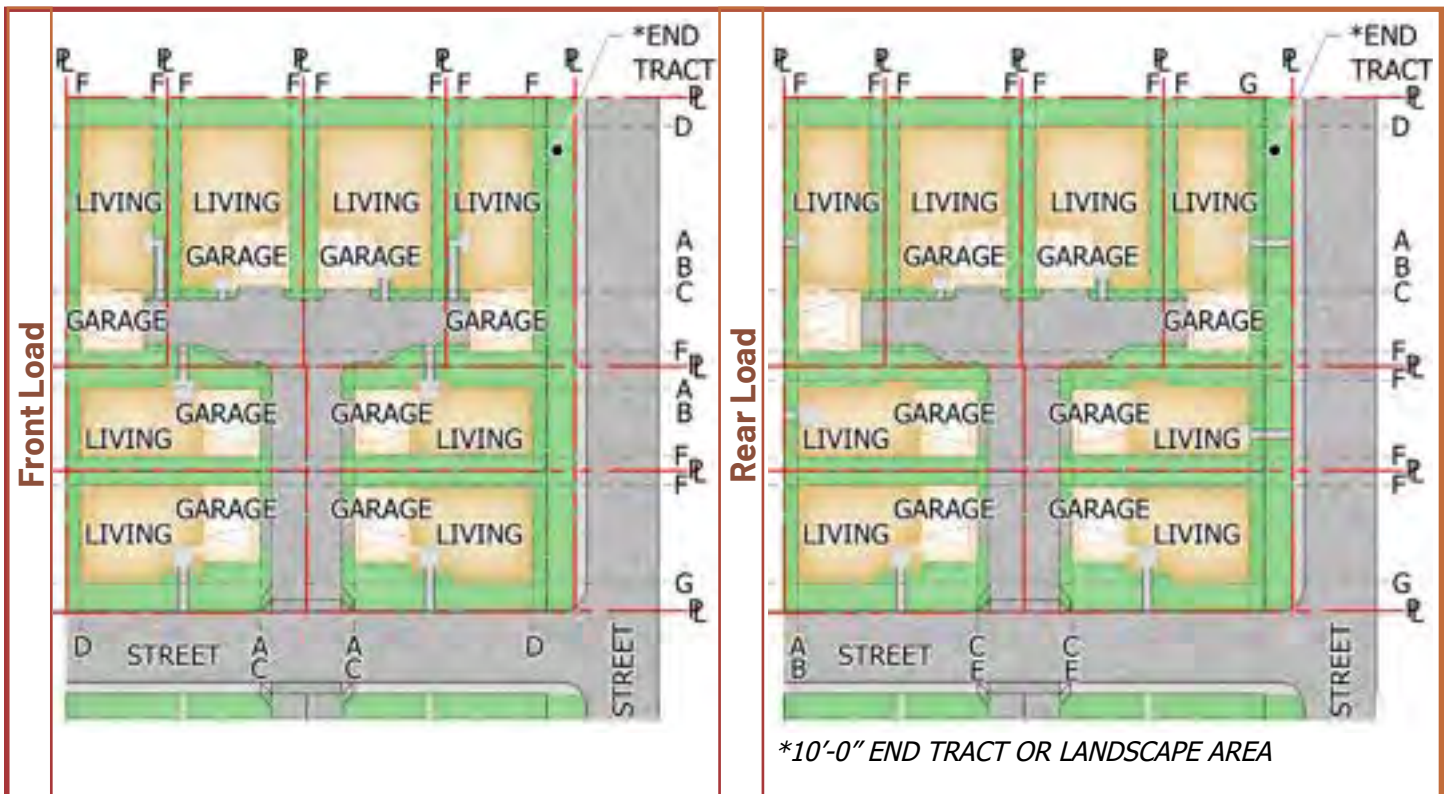 Front Load
*END
TRACT
℄ ℄ ℄ ℄ ℄
F F F F F F F F
℄
D
LIVING LIVING LIVING LIVING
A
GARAGE GARAGE
B
C
GARAGE GARAGE
F
℄
A
GARAGE GARAGE
B
LIVING LIVING
F
℄
F
GARAGE GARAGE
LIVING LIVING
G
℄
D STREET A A D
C C
STREET
Rear Load
*END
TRACT
℄ ℄ ℄ ℄ ℄
F F F F F F F G
℄
D
LIVING LIVING LIVING LIVING
A
GARAGE GARAGE
B
C
GARAGE
F
℄
F
GARAGE GARAGE
LIVING LIVING
F
℄
F
GARAGE GARAGE
LIVING LIVING
G
℄
A STREET C C
B E E
STREET
*10'-0" END TRACT OR LANDSCAPE AREA